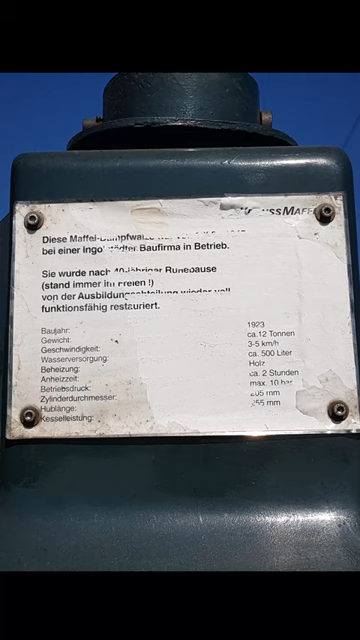 KRAUSSMAFFEI
Diese Maffei-Dampfwalze war
bei einer Ingolstädter Baufirma in Betrieb.
Sie wurde nach 40-jähriger Ruhepause
(stand immer im Freien !)
von der Ausbildungsabteilung wieder voll
funktionsfähig restauriert.
Baujahr: 1923
Gewicht: ca.12 Tonnen
Geschwindigkeit: 3-5 km/h
Wasserversorgung: ca. 500 Liter
Beheizung: Holz
Anheizzeit: ca. 2 Stunden
Betriebsdruck: max. 10 bar
Zylinderdurchmesser: 205 mm
Hublänge: 255 mm
Kesselleistung: